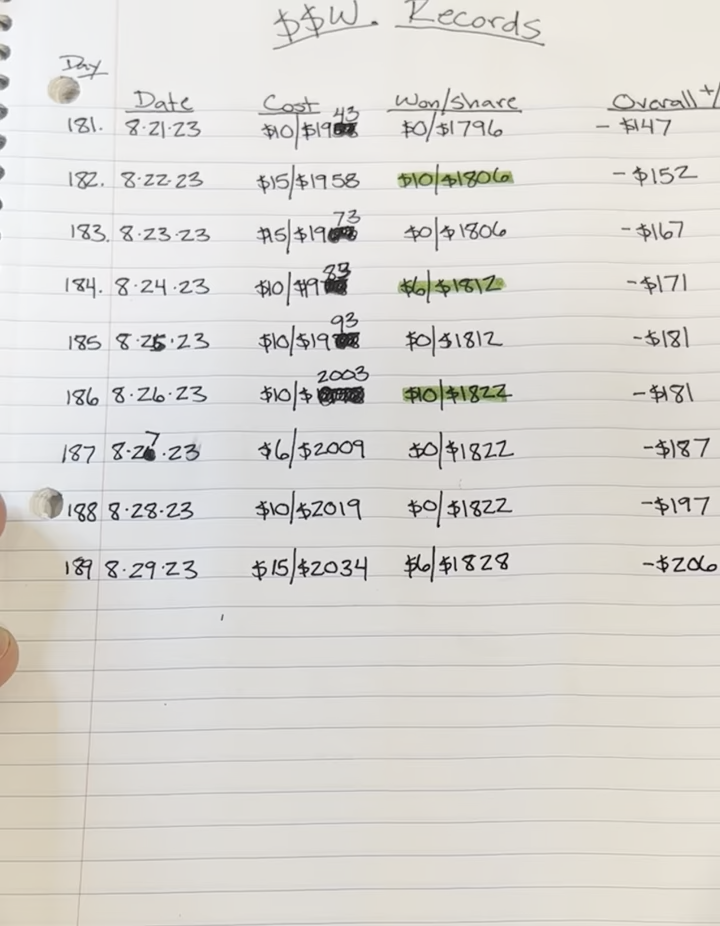 $$W. Records
Day
Date Cost Won/share Overall +/
181. 8.21.23 $10/$1943 $0/$1796 - $147
182. 8.22.23 $15/$1958 $10/$1806 - $152
183. 8.23.23 $15/$1973 $0/$1806 - $167
184. 8.24.23 $10/$1983 $6/$1812 - $171
185 8.25.23 $10/$1993 $0/$1812 - $181
186 8.26.23 $10/$2003 $10/$1822 - $181
187 8.27.23 $6/$2009 $0/$1822 - $187
188 8.28.23 $10/$2019 $0/$1822 - $197
189 8.29.23 $15/$2034 $6/$1828 - $206